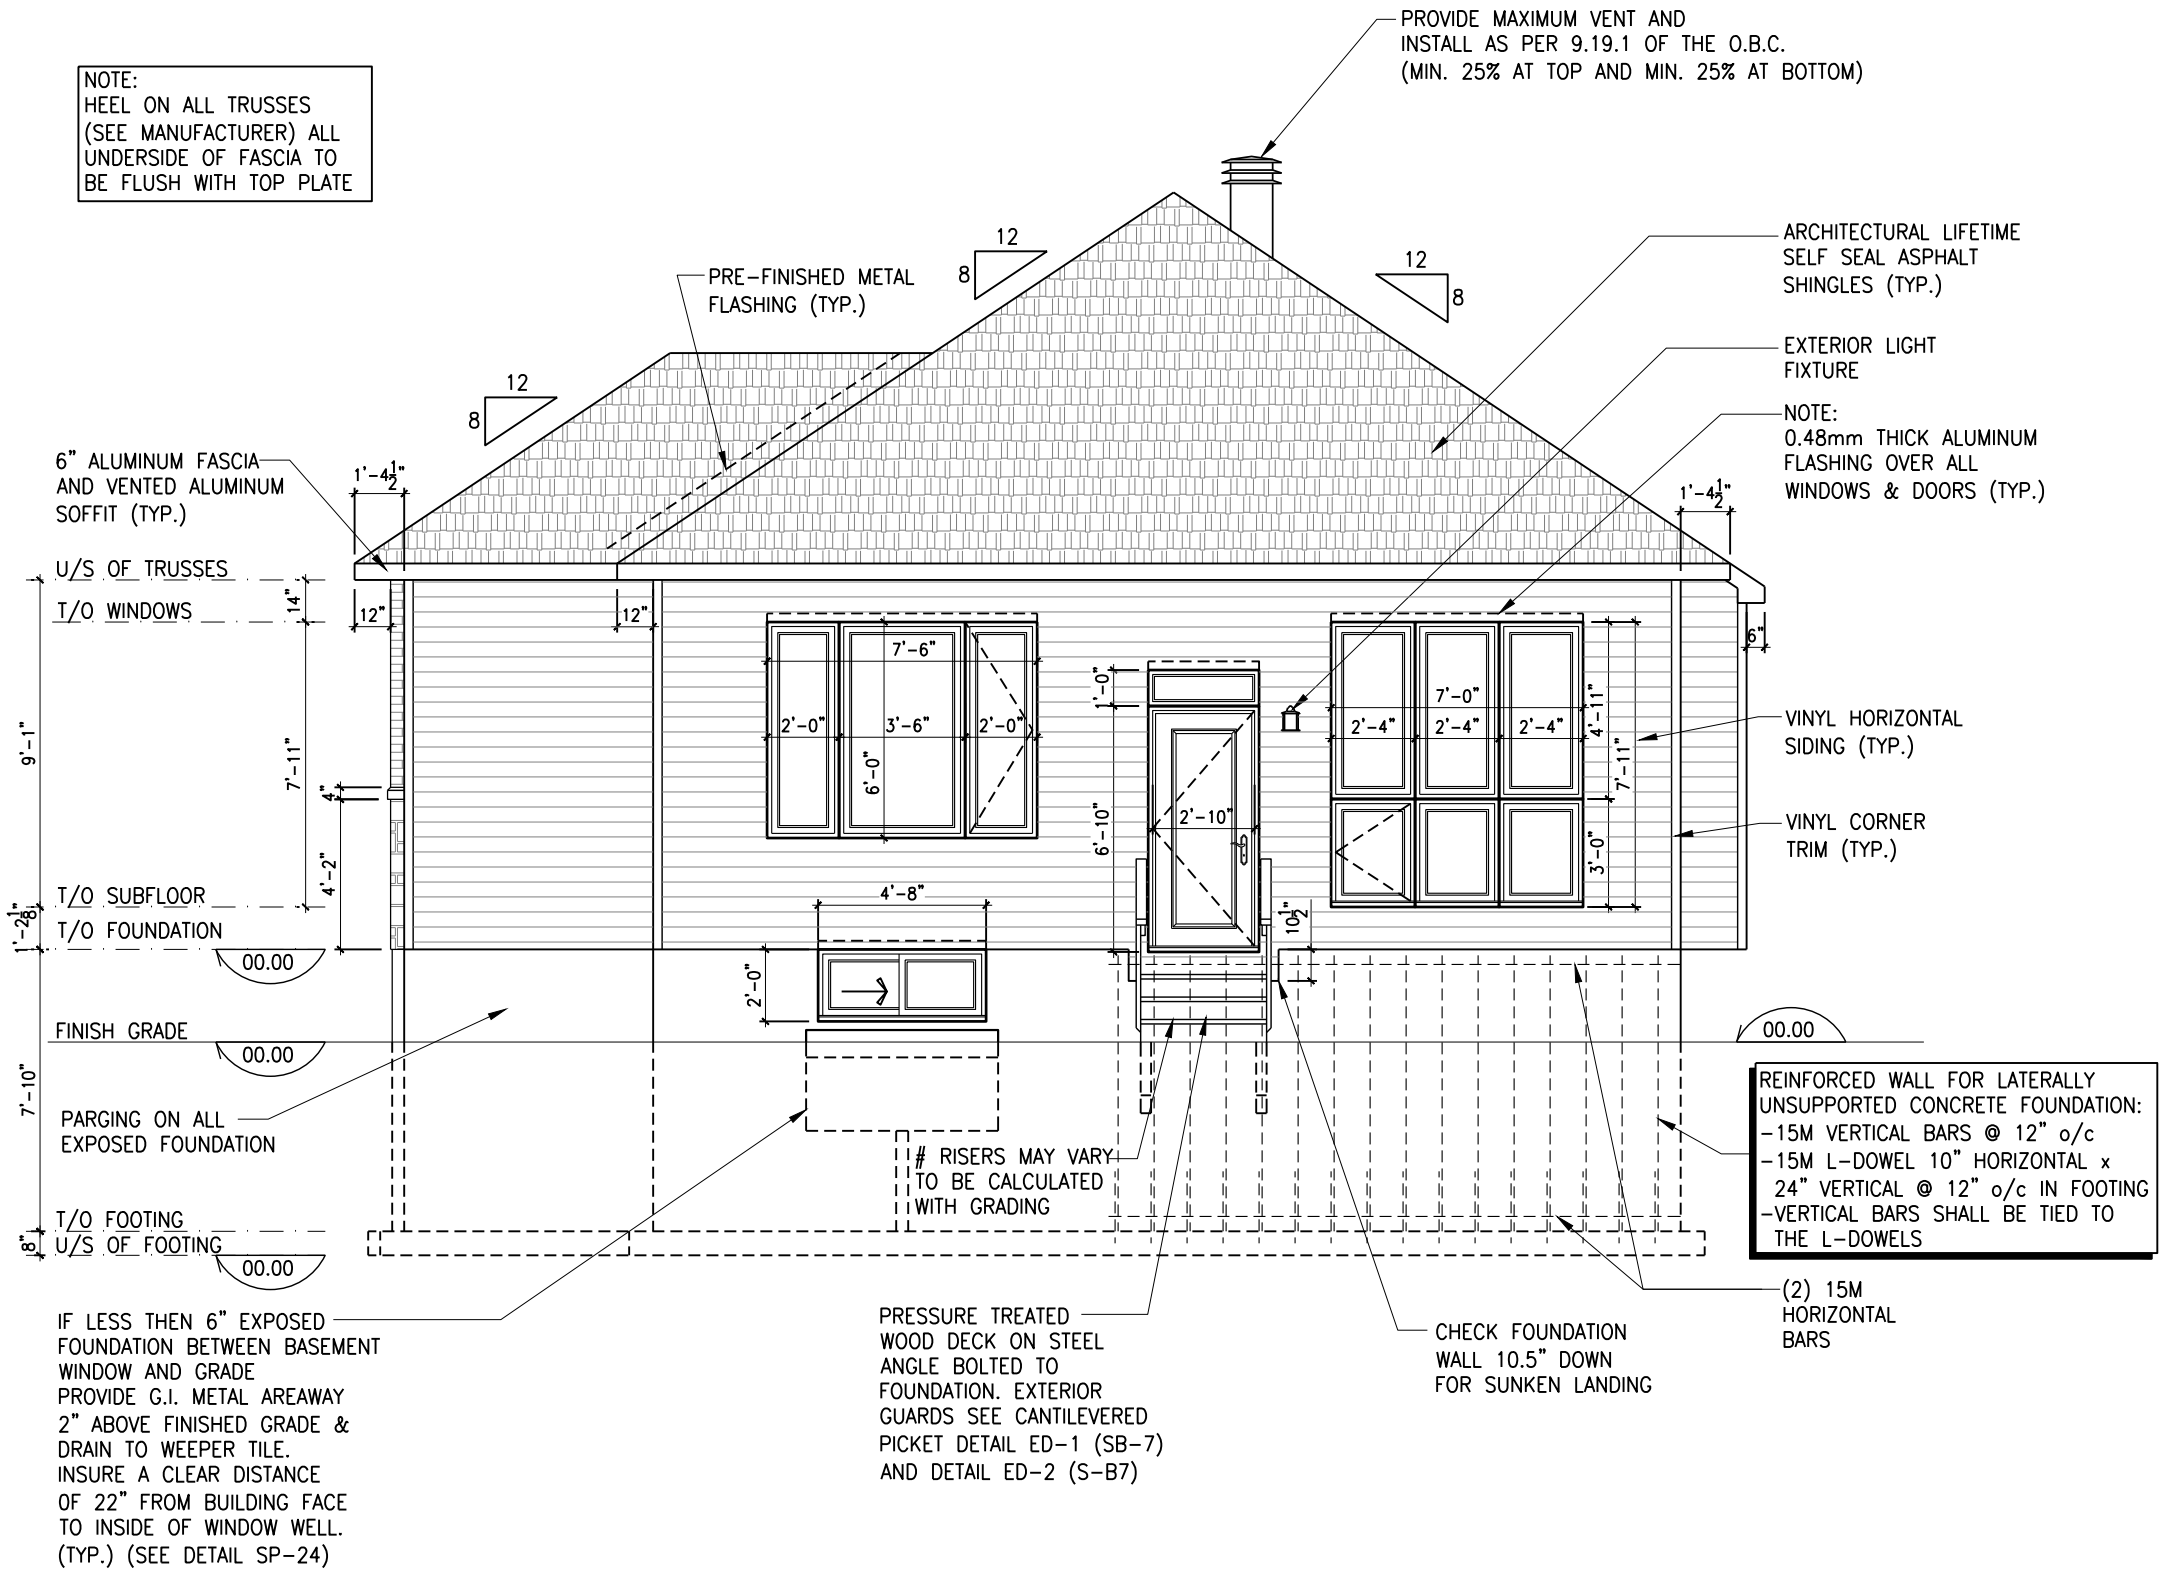 PROVIDE MAXIMUM VENT AND
INSTALL AS PER 9.19.1 OF THE O.B.C.
(MIN. 25% AT TOP AND MIN. 25% AT BOTTOM)
NOTE:
HEEL ON ALL TRUSSES
(SEE MANUFACTURER) ALL
UNDERSIDE OF FASCIA TO
BE FLUSH WITH TOP PLATE
12
8
12
8
12
8
PRE-FINISHED METAL
FLASHING (TYP.)
ARCHITECTURAL LIFETIME
SELF SEAL ASPHALT
SHINGLES (TYP.)
EXTERIOR LIGHT
FIXTURE
NOTE:
0.48mm THICK ALUMINUM
FLASHING OVER ALL
WINDOWS & DOORS (TYP.)
6" ALUMINUM FASCIA
AND VENTED ALUMINUM
SOFFIT (TYP.)
1'-4 1/2"
1'-4 1/2"
U/S OF TRUSSES
T/O WINDOWS
14"
12"
12"
6"
9'-1"
7'-11"
4"
4'-2"
7'-6"
2'-0"
3'-6"
2'-0"
6'-0"
1'-0"
6'-10"
2'-10"
7'-0"
2'-4"
2'-4"
2'-4"
4'-11"
7'-11"
3'-0"
VINYL HORIZONTAL
SIDING (TYP.)
VINYL CORNER
TRIM (TYP.)
T/O SUBFLOOR
1'-2 1/8"
T/O FOUNDATION
00.00
4'-8"
2'-0"
10 1/2"
FINISH GRADE
00.00
00.00
7'-10"
PARGING ON ALL
EXPOSED FOUNDATION
# RISERS MAY VARY
TO BE CALCULATED
WITH GRADING
REINFORCED WALL FOR LATERALLY
UNSUPPORTED CONCRETE FOUNDATION:
-15M VERTICAL BARS @ 12" o/c
-15M L-DOWEL 10" HORIZONTAL x
24" VERTICAL @ 12" o/c IN FOOTING
-VERTICAL BARS SHALL BE TIED TO
THE L-DOWELS
T/O FOOTING
8"
U/S OF FOOTING
00.00
(2) 15M
HORIZONTAL
BARS
IF LESS THEN 6" EXPOSED
FOUNDATION BETWEEN BASEMENT
WINDOW AND GRADE
PROVIDE G.I. METAL AREAWAY
2" ABOVE FINISHED GRADE &
DRAIN TO WEEPER TILE.
INSURE A CLEAR DISTANCE
OF 22" FROM BUILDING FACE
TO INSIDE OF WINDOW WELL.
(TYP.) (SEE DETAIL SP-24)
PRESSURE TREATED
WOOD DECK ON STEEL
ANGLE BOLTED TO
FOUNDATION. EXTERIOR
GUARDS SEE CANTILEVERED
PICKET DETAIL ED-1 (SB-7)
AND DETAIL ED-2 (S-B7)
CHECK FOUNDATION
WALL 10.5" DOWN
FOR SUNKEN LANDING